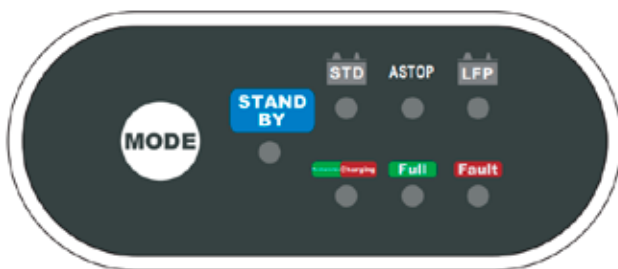 STD ASTOP LFP
STAND
BY
MODE
Charging Full Fault